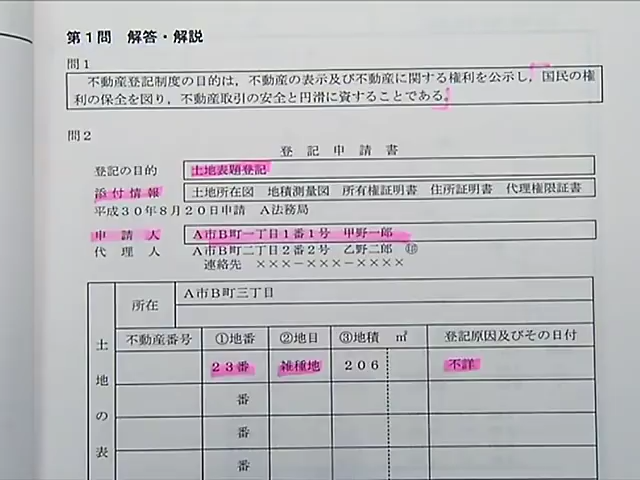 第１問　解答・解説
問１
不動産登記制度の目的は，不動産の表示及び不動産に関する権利を公示し，国民の権
利の保全を図り，不動産取引の安全と円滑に資することである。
問２
登　記　申　請　書
登記の目的　土地表題登記
添付情報　土地所在図　地積測量図　所有権証明書　住所証明書　代理権限証書
平成３０年８月２０日申請　Ａ法務局
申　請　人　Ａ市Ｂ町一丁目１番１号　甲野一郎
代　理　人　Ａ市Ｂ町二丁目２番２号　乙野二郎　㊞
連絡先　×××－×××－××××
所在　Ａ市Ｂ町三丁目
不動産番号　①地番　②地目　③地積　㎡　登記原因及びその日付
２３番　雑種地　２０６　不詳
番
番
番
土地の表